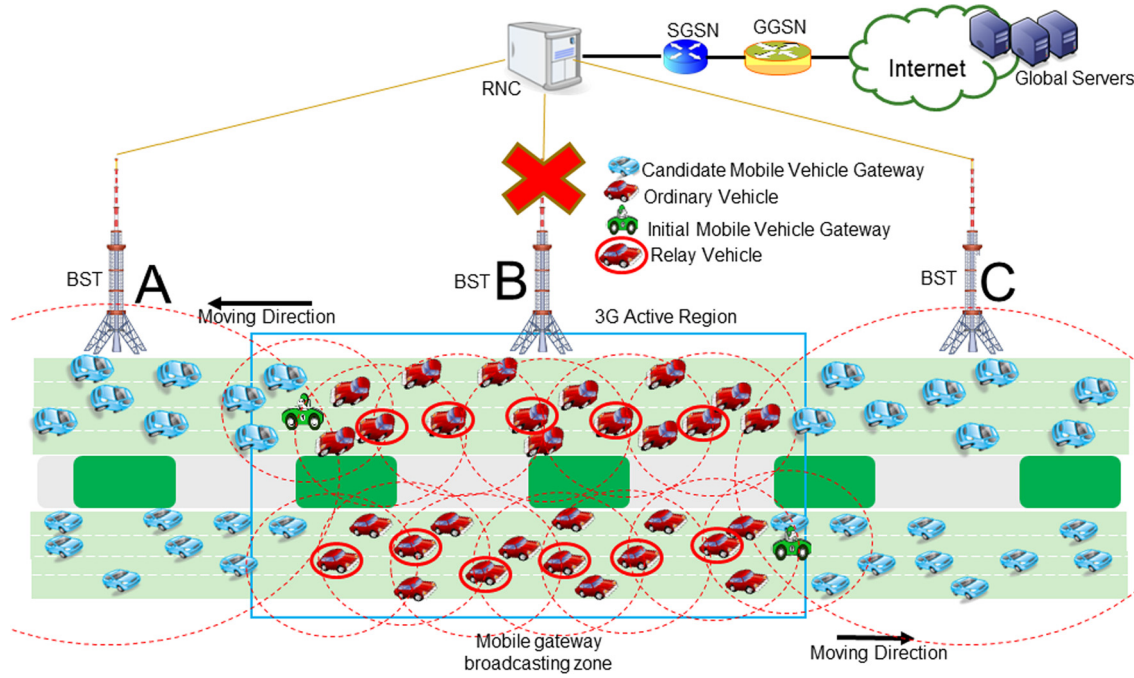 SGSN
GGSN
RNC
Internet
Global Servers
Candidate Mobile Vehicle Gateway
Ordinary Vehicle
Initial Mobile Vehicle Gateway
Relay Vehicle
BST A
BST B
BST C
Moving Direction
3G Active Region
Mobile gateway
broadcasting zone
Moving Direction